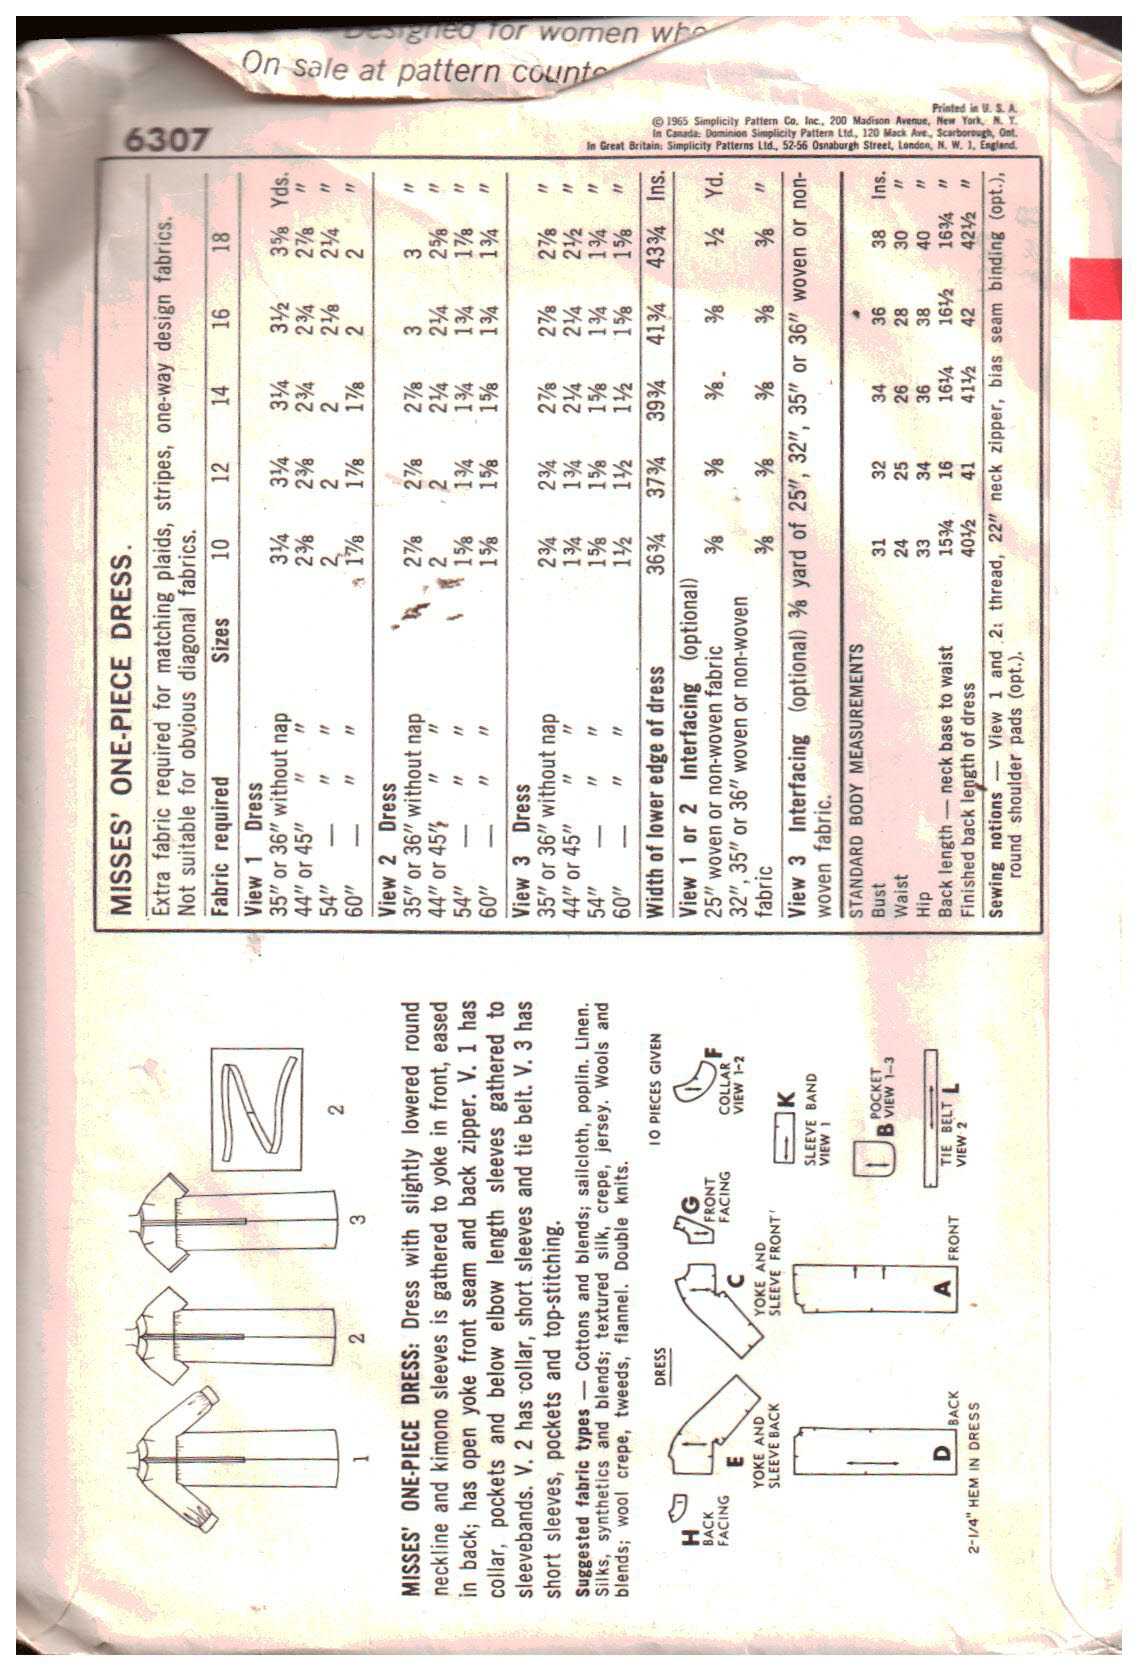 Designed for women who
On sale at pattern counte
6307
Printed in U. S. A.
© 1965 Simplicity Pattern Co. Inc., 200 Madison Avenue, New York, N. Y.
In Canada: Dominion Simplicity Pattern Ltd., 120 Mack Ave., Scarborough, Ont.
In Great Britain: Simplicity Patterns Ltd., 52-56 Osnaburgh Street, London, N. W. 1, England.
MISSES' ONE-PIECE DRESS.
Extra fabric required for matching plaids, stripes, one-way design fabrics.
Not suitable for obvious diagonal fabrics.
Fabric required Sizes 10 12 14 16 18
View 1 Dress
35" or 36" without nap 3¼ 3¼ 3¼ 3½ 3⅝ Yds.
44" or 45" " " 2⅜ 2⅜ 2¾ 2¾ 2⅞ "
54" — " " 2 2 2 2⅛ 2¼ "
60" — " " 1⅞ 1⅞ 1⅞ 2 2 "
View 2 Dress
35" or 36" without nap 2⅞ 2⅞ 2⅞ 3 3 "
44" or 45" " " 2 2 2¼ 2¼ 2⅝ "
54" — " " 1⅝ 1¾ 1¾ 1¾ 1⅞ "
60" — " " 1⅝ 1⅝ 1⅝ 1¾ 1¾ "
View 3 Dress
35" or 36" without nap 2¾ 2¾ 2⅞ 2⅞ 2⅞ "
44" or 45" " " 1¾ 1¾ 2¼ 2¼ 2½ "
54" — " " 1⅝ 1⅝ 1⅝ 1¾ 1¾ "
60" — " " 1½ 1½ 1½ 1⅝ 1⅝ "
Width of lower edge of dress 36¾ 37¾ 39¾ 41¾ 43¾ Ins.
View 1 or 2 Interfacing (optional)
25" woven or non-woven fabric ⅜ ⅜ ⅜ ⅜ ½ Yd.
32", 35" or 36" woven or non-woven
fabric ⅜ ⅜ ⅜ ⅜ ⅜ "
View 3 Interfacing (optional) ⅜ yard of 25", 32", 35" or 36" woven or non-
woven fabric.
STANDARD BODY MEASUREMENTS
Bust 31 32 34 36 38 Ins.
Waist 24 25 26 28 30 "
Hip 33 34 36 38 40 "
Back length — neck base to waist 15¾ 16 16¼ 16½ 16¾ "
Finished back length of dress 40½ 41 41½ 42 42½ "
Sewing notions — View 1 and 2: thread, 22" neck zipper, bias seam binding (opt.),
round shoulder pads (opt.).
1
2
3
2
MISSES' ONE-PIECE DRESS: Dress with slightly lowered round
neckline and kimono sleeves is gathered to yoke in front, eased
in back; has open yoke front seam and back zipper. V. 1 has
collar, pockets and below elbow length sleeves gathered to
sleevebands. V. 2 has collar, short sleeves and tie belt. V. 3 has
short sleeves, pockets and top-stitching.
Suggested fabric types — Cottons and blends; sailcloth, poplin. Linen.
Silks, synthetics and blends; textured silk, crepe, jersey. Wools and
blends; wool crepe, tweeds, flannel. Double knits.
DRESS
10 PIECES GIVEN
H
BACK
FACING
E
YOKE AND
SLEEVE BACK
C
YOKE AND
SLEEVE FRONT
G
FRONT
FACING
F
COLLAR
VIEW 1-2
K
SLEEVE BAND
VIEW 1
D
BACK
A
FRONT
B
POCKET
VIEW 1-3
TIE BELT L
VIEW 2
2-1/4" HEM IN DRESS